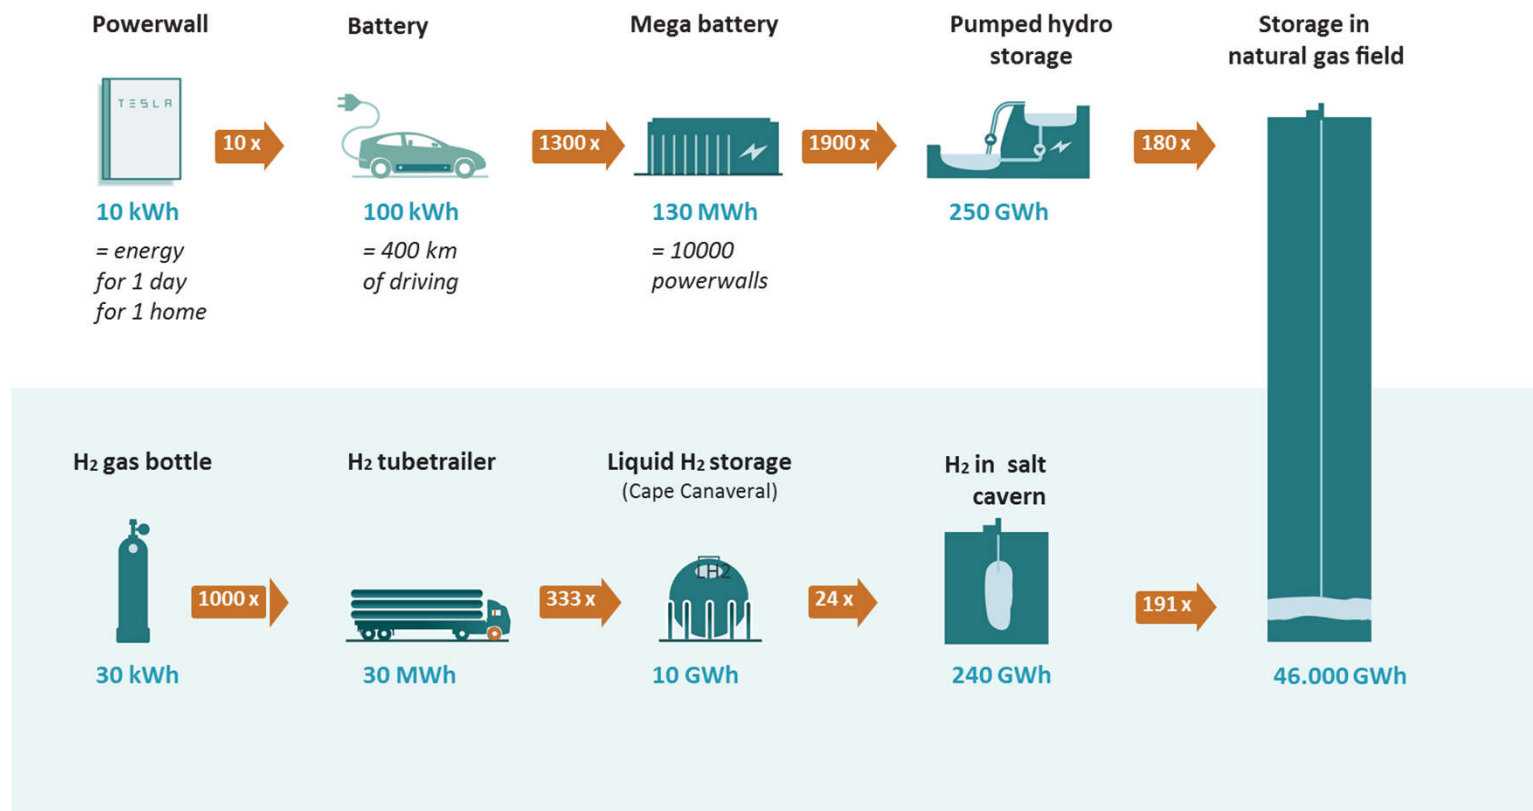 Powerwall
Battery
Mega battery
Pumped hydro
storage
Storage in
natural gas field
TESLA
10 x
1300 x
1900 x
180 x
10 kWh
100 kWh
130 MWh
250 GWh
= energy
for 1 day
for 1 home
= 400 km
of driving
= 10000
powerwalls
H₂ gas bottle
H₂ tubetrailer
Liquid H₂ storage
(Cape Canaveral)
H₂ in salt
cavern
LH2
1000 x
333 x
24 x
191 x
30 kWh
30 MWh
10 GWh
240 GWh
46.000 GWh